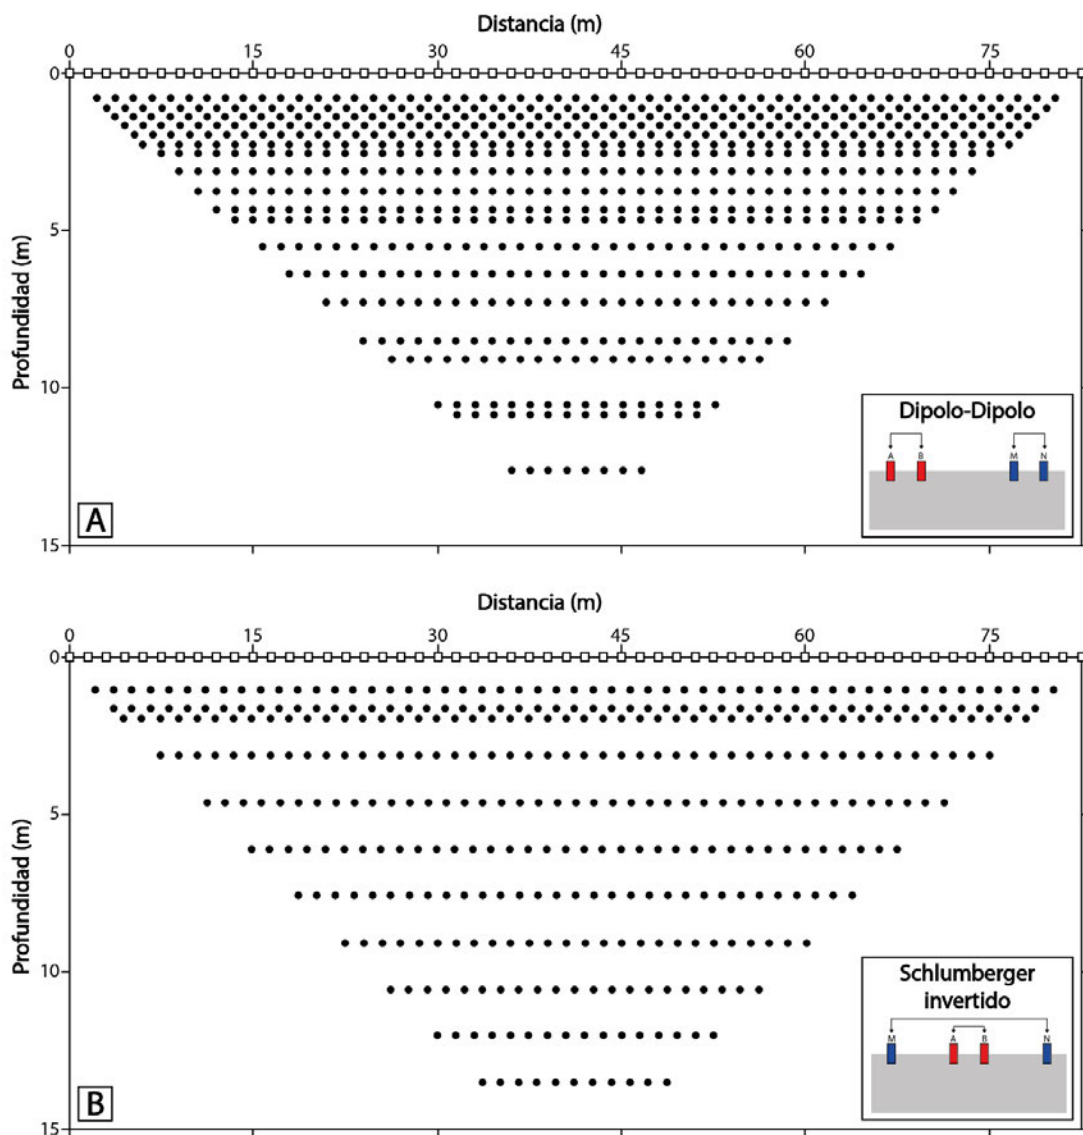 Distancia (m)
0 15 30 45 60 75
0
5
10
15
Profundidad (m)
Dipolo-Dipolo
A B M N
A
Distancia (m)
0 15 30 45 60 75
0
5
10
15
Profundidad (m)
Schlumberger
invertido
M A B N
B